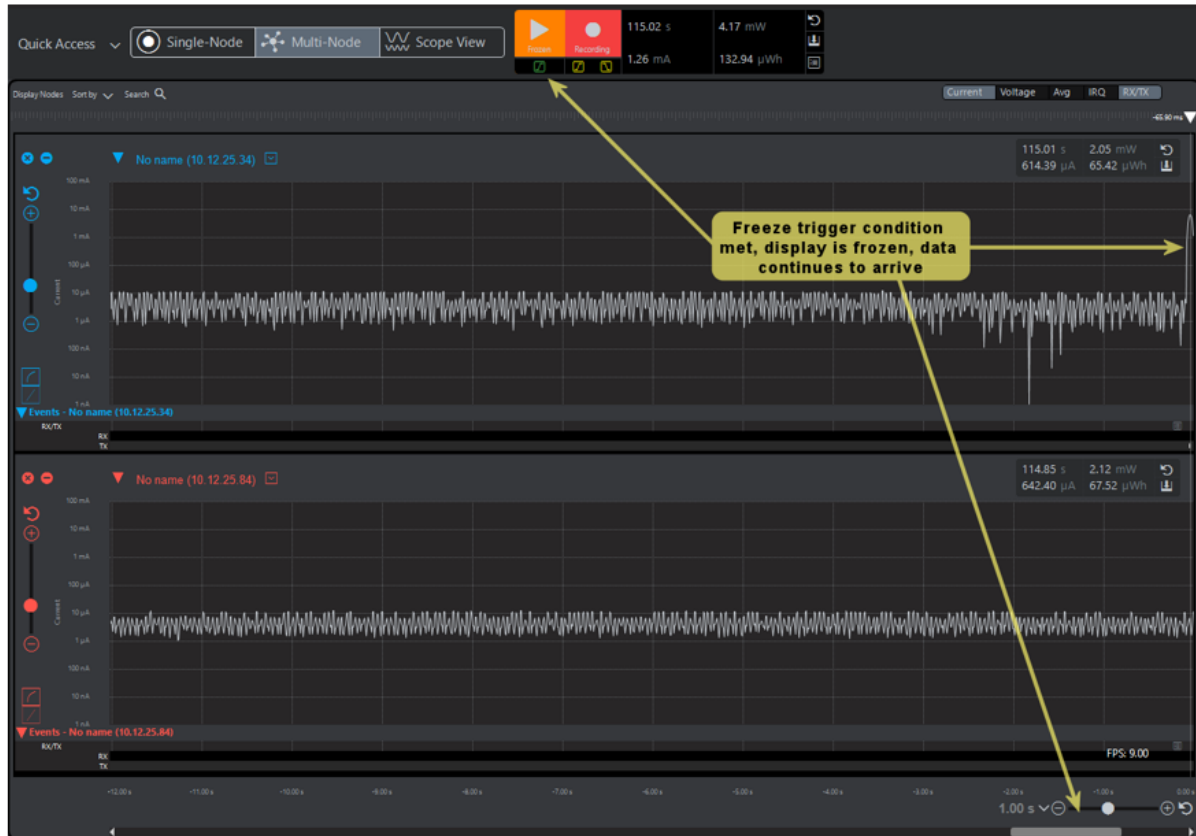 Quick Access
Single-Node
Multi-Node
Scope View
Frozen
Recording
115.02 s
4.17 mW
1.26 mA
132.94 µWh
Display Nodes
Sort by
Search
Current
Voltage
Avg
IRQ
RX/TX
-65.90 ms
No name (10.12.25.34)
115.01 s 2.05 mW
614.39 µA 65.42 µWh
100 mA
10 mA
1 mA
100 µA
10 µA
1 µA
100 nA
10 nA
1 nA
Current
Freeze trigger condition
met, display is frozen, data
continues to arrive
Events - No name (10.12.25.34)
RX/TX
RX
TX
No name (10.12.25.84)
114.85 s 2.12 mW
642.40 µA 67.52 µWh
100 mA
10 mA
1 mA
100 µA
10 µA
1 µA
100 nA
10 nA
1 nA
Current
Events - No name (10.12.25.84)
RX/TX
RX
TX
FPS: 9.00
-12.00 s -11.00 s -10.00 s -9.00 s -8.00 s -7.00 s -6.00 s -5.00 s -4.00 s -3.00 s -2.00 s -1.00 s 0.00 s
1.00 s